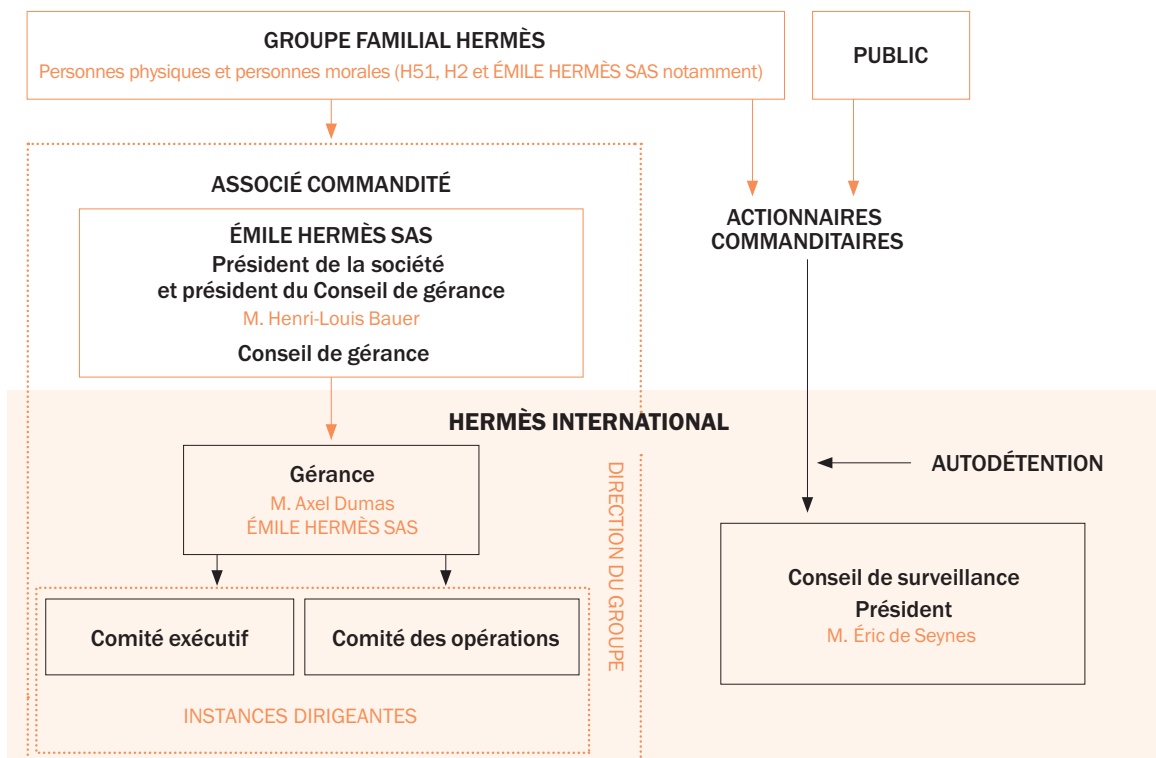 GROUPE FAMILIAL HERMÈS
Personnes physiques et personnes morales (H51, H2 et ÉMILE HERMÈS SAS notamment)
PUBLIC
ASSOCIÉ COMMANDITÉ
ÉMILE HERMÈS SAS
Président de la société
et président du Conseil de gérance
M. Henri-Louis Bauer
Conseil de gérance
ACTIONNAIRES
COMMANDITAIRES
HERMÈS INTERNATIONAL
Gérance
M. Axel Dumas
ÉMILE HERMÈS SAS
DIRECTION DU GROUPE
AUTODÉTENTION
Comité exécutif
Comité des opérations
INSTANCES DIRIGEANTES
Conseil de surveillance
Président
M. Éric de Seynes